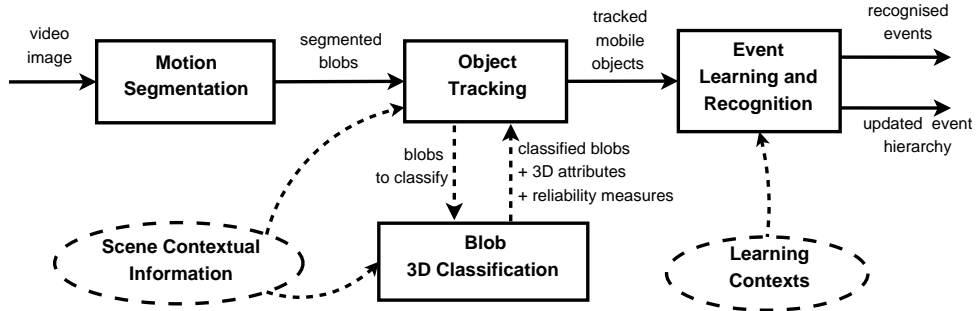 video
image
Motion
Segmentation
segmented
blobs
Object
Tracking
tracked
mobile
objects
Event
Learning and
Recognition
recognised
events
updated event
hierarchy
blobs
to classify
classified blobs
+ 3D attributes
+ reliability measures
Scene Contextual
Information
Blob
3D Classification
Learning
Contexts